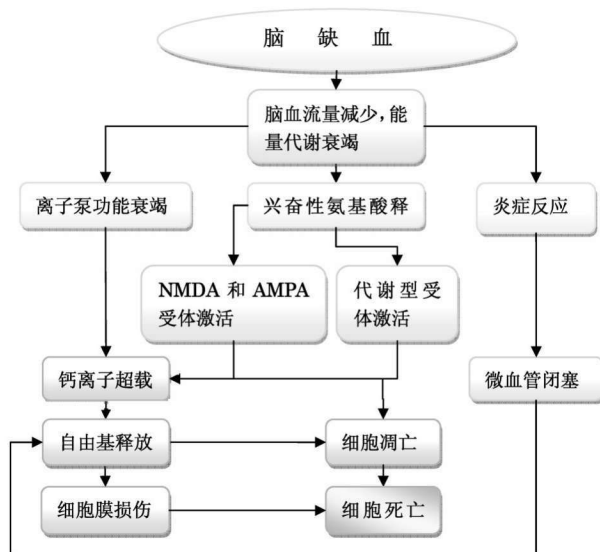 脑 缺 血
脑血流量减少，能
量代谢衰竭
离子泵功能衰竭
兴奋性氨基酸释
炎症反应
NMDA 和 AMPA
受体激活
代谢型受
体激活
钙离子超载
微血管闭塞
自由基释放
细胞凋亡
细胞膜损伤
细胞死亡